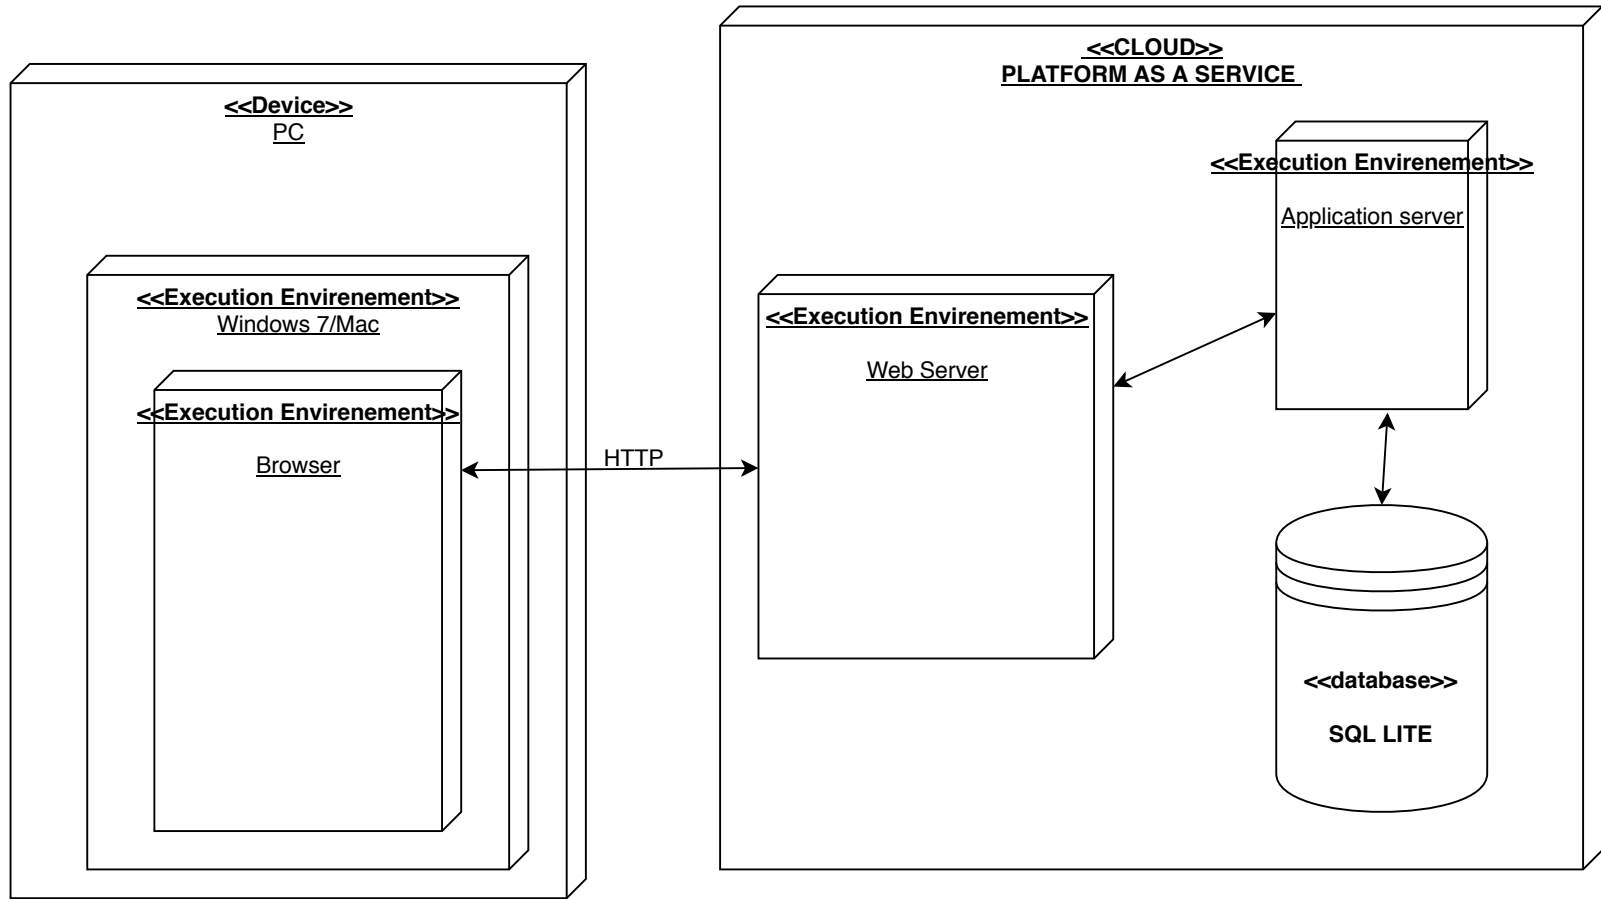 <<Device>>
PC
<<Execution Envirenement>>
Windows 7/Mac
<<Execution Envirenement>>
Browser
HTTP
<<CLOUD>>
PLATFORM AS A SERVICE
<<Execution Envirenement>>
Web Server
<<Execution Envirenement>>
Application server
<<database>>
SQL LITE